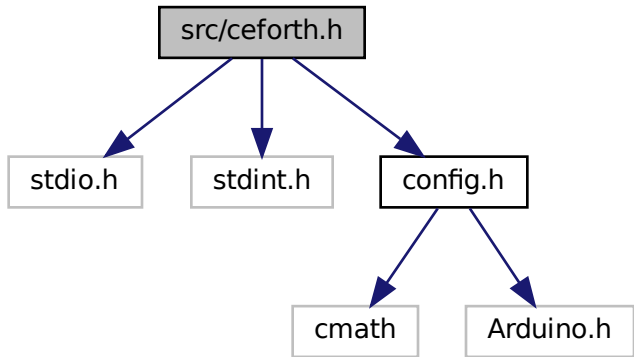 src/ceforth.h
stdio.h
stdint.h
config.h
cmath
Arduino.h